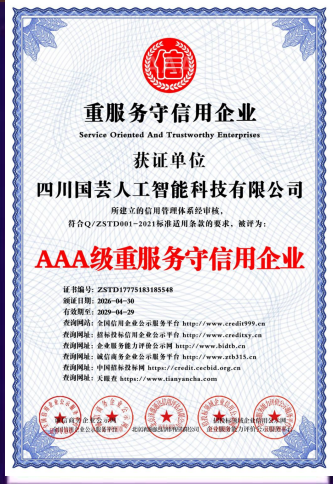 信
重服务守信用企业
Service Oriented And Trustworthy Enterprises
获证单位
四川国芸人工智能科技有限公司
所建立的信用管理体系经审核,
符合Q/ZSTD001-2021标准适用条款的要求，被评为：
AAA级重服务守信用企业
证书编号: ZSTD17775183185548
颁证日期: 2026-04-30
有效期至: 2029-04-29
查询网站: 全国信用企业公示服务平台 http://www.credit999.cn
查询网址: 招标投标信用公示服务平台 http://www.creditxy.cn
查询网址: 企业服务能力评价公示网 http://www.bidtb.cn
查询网址: 诚信商务企业公示服务平台 http://www.ztb315.cn
查询网址: 中国招标投标网 https://credit.cecbid.org.cn
查询网址: 天眼查 https://www.tianyancha.com